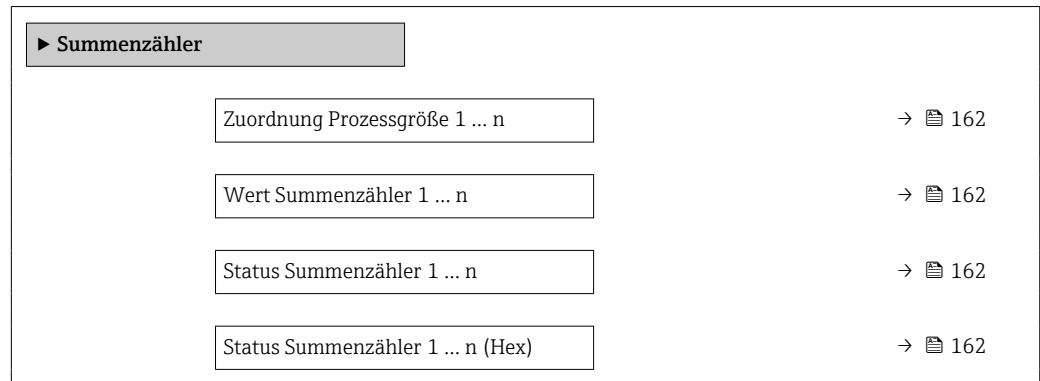 ▶ Summenzähler
Zuordnung Prozessgröße 1 … n → 162
Wert Summenzähler 1 … n → 162
Status Summenzähler 1 … n → 162
Status Summenzähler 1 … n (Hex) → 162